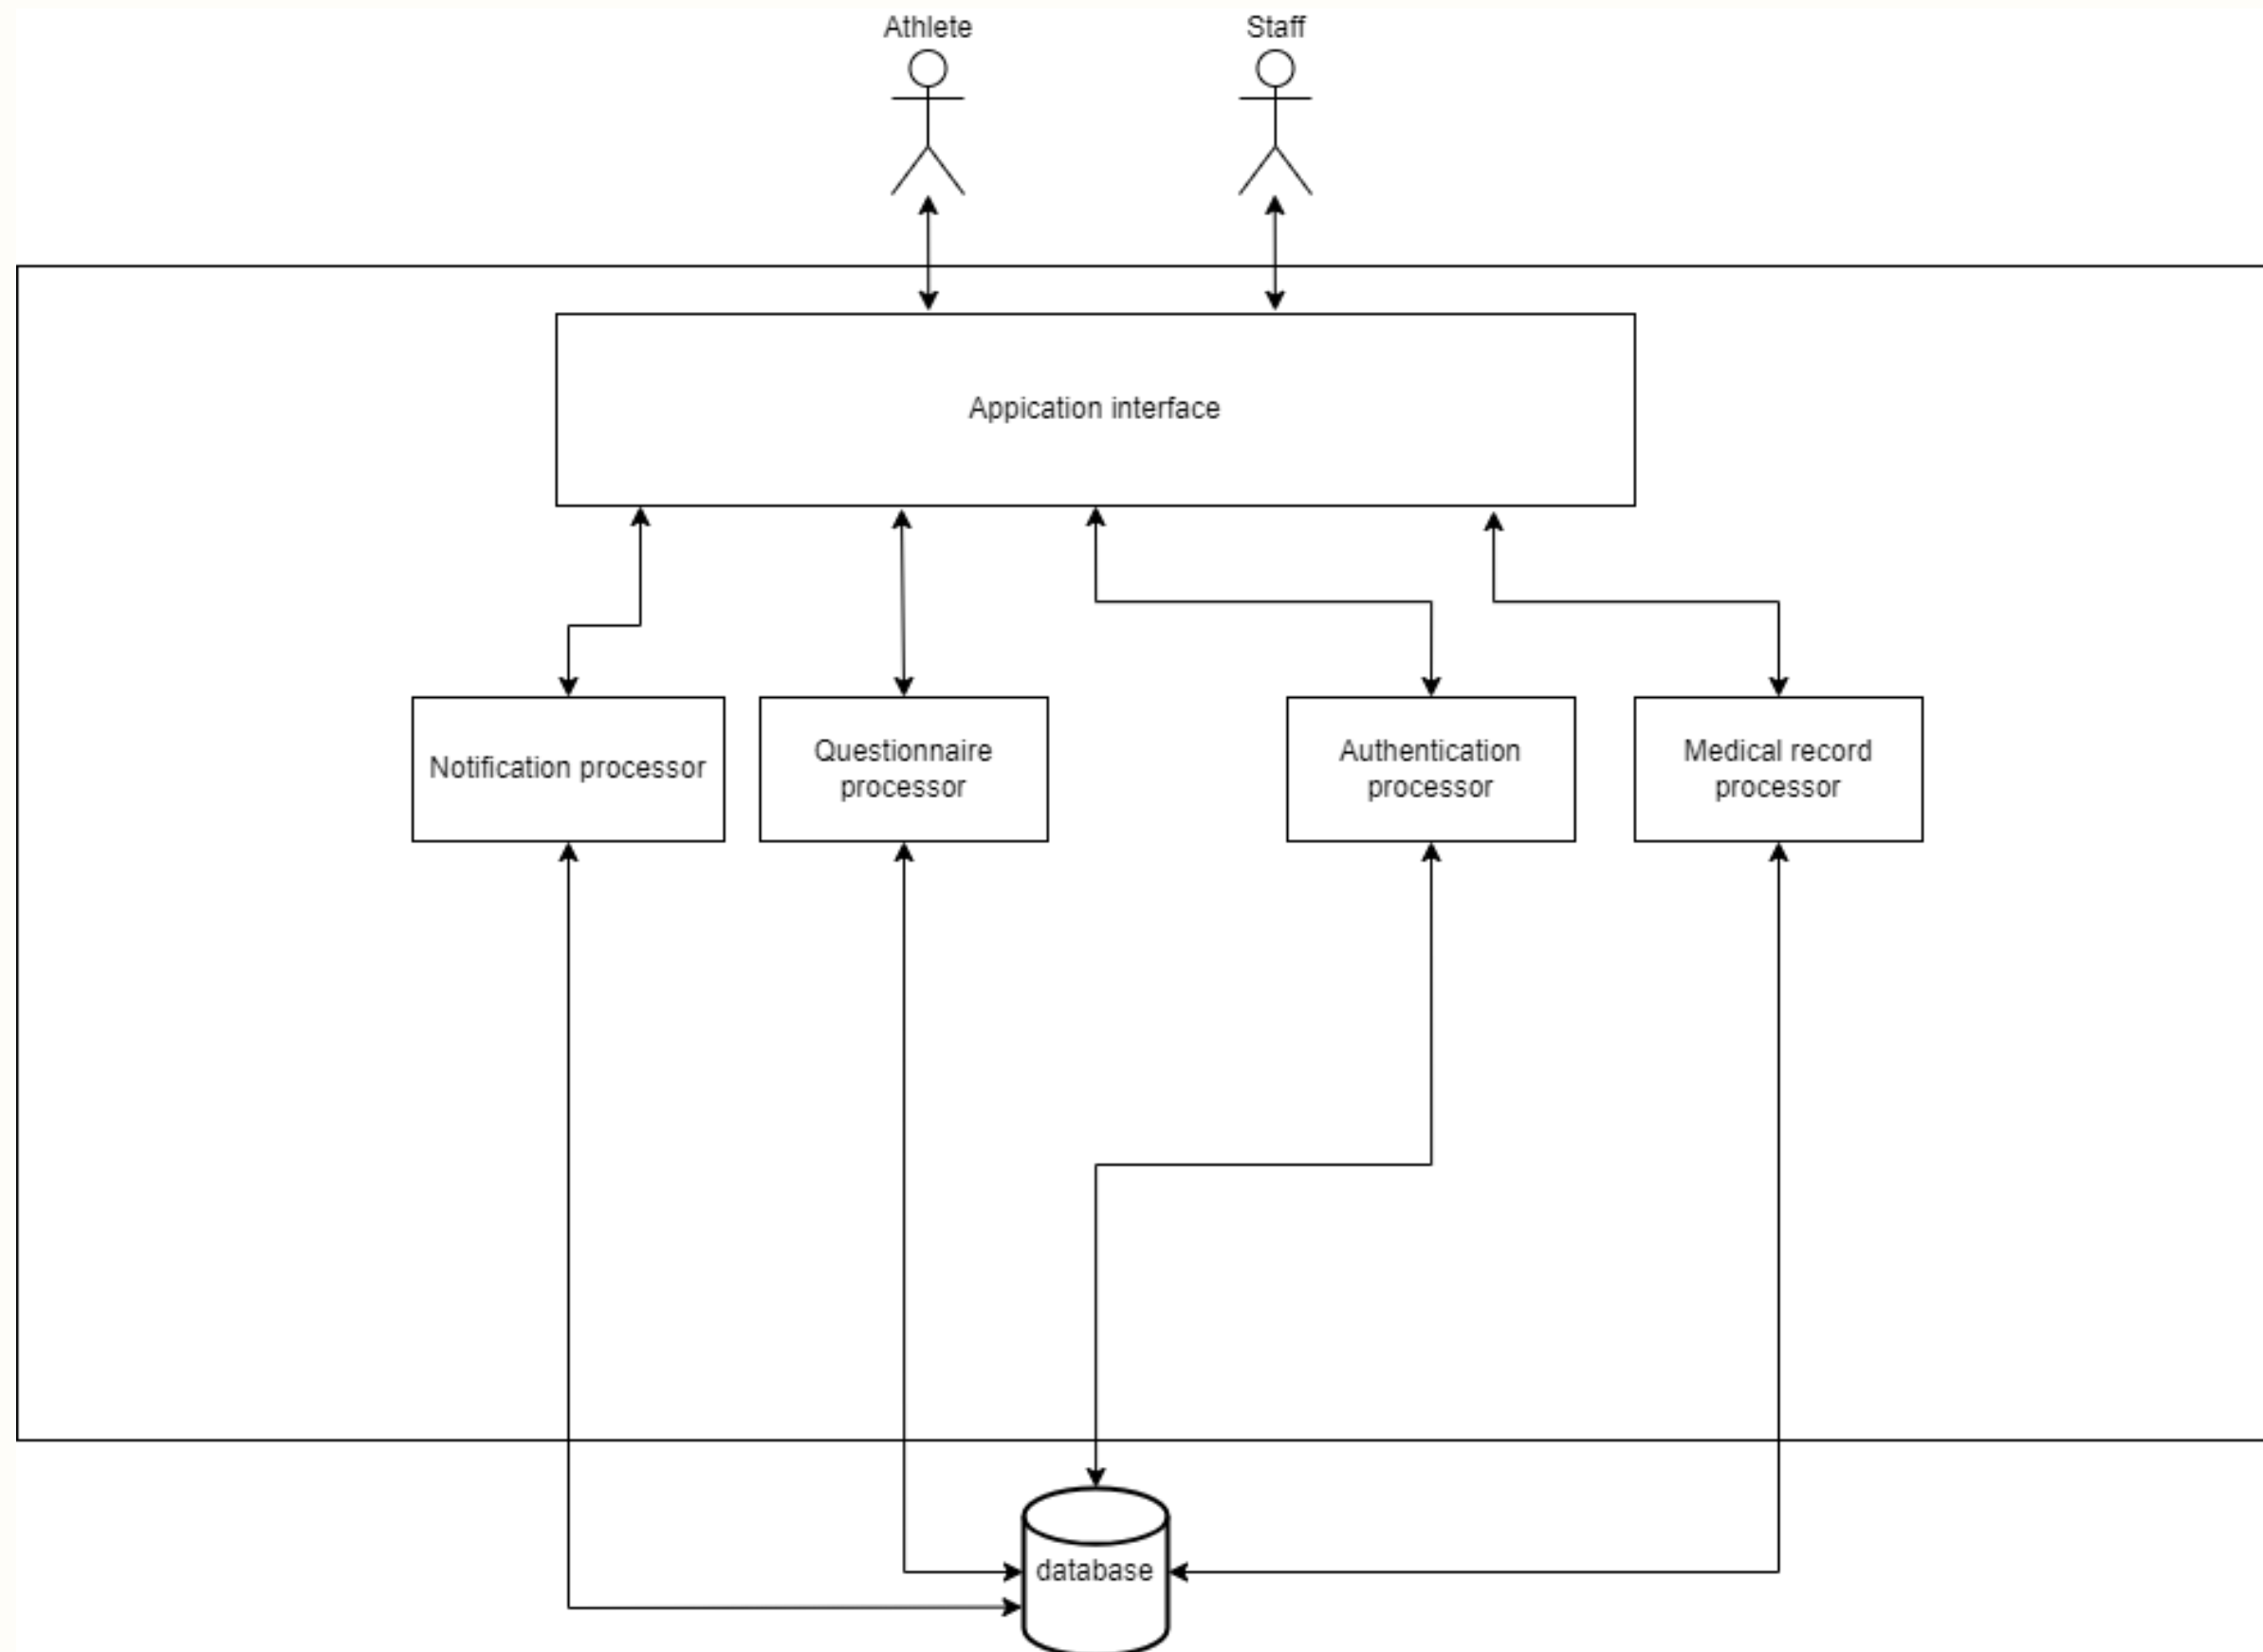 Athlete
Staff
Appication interface
Notification processor
Questionnaire
processor
Authentication
processor
Medical record
processor
database